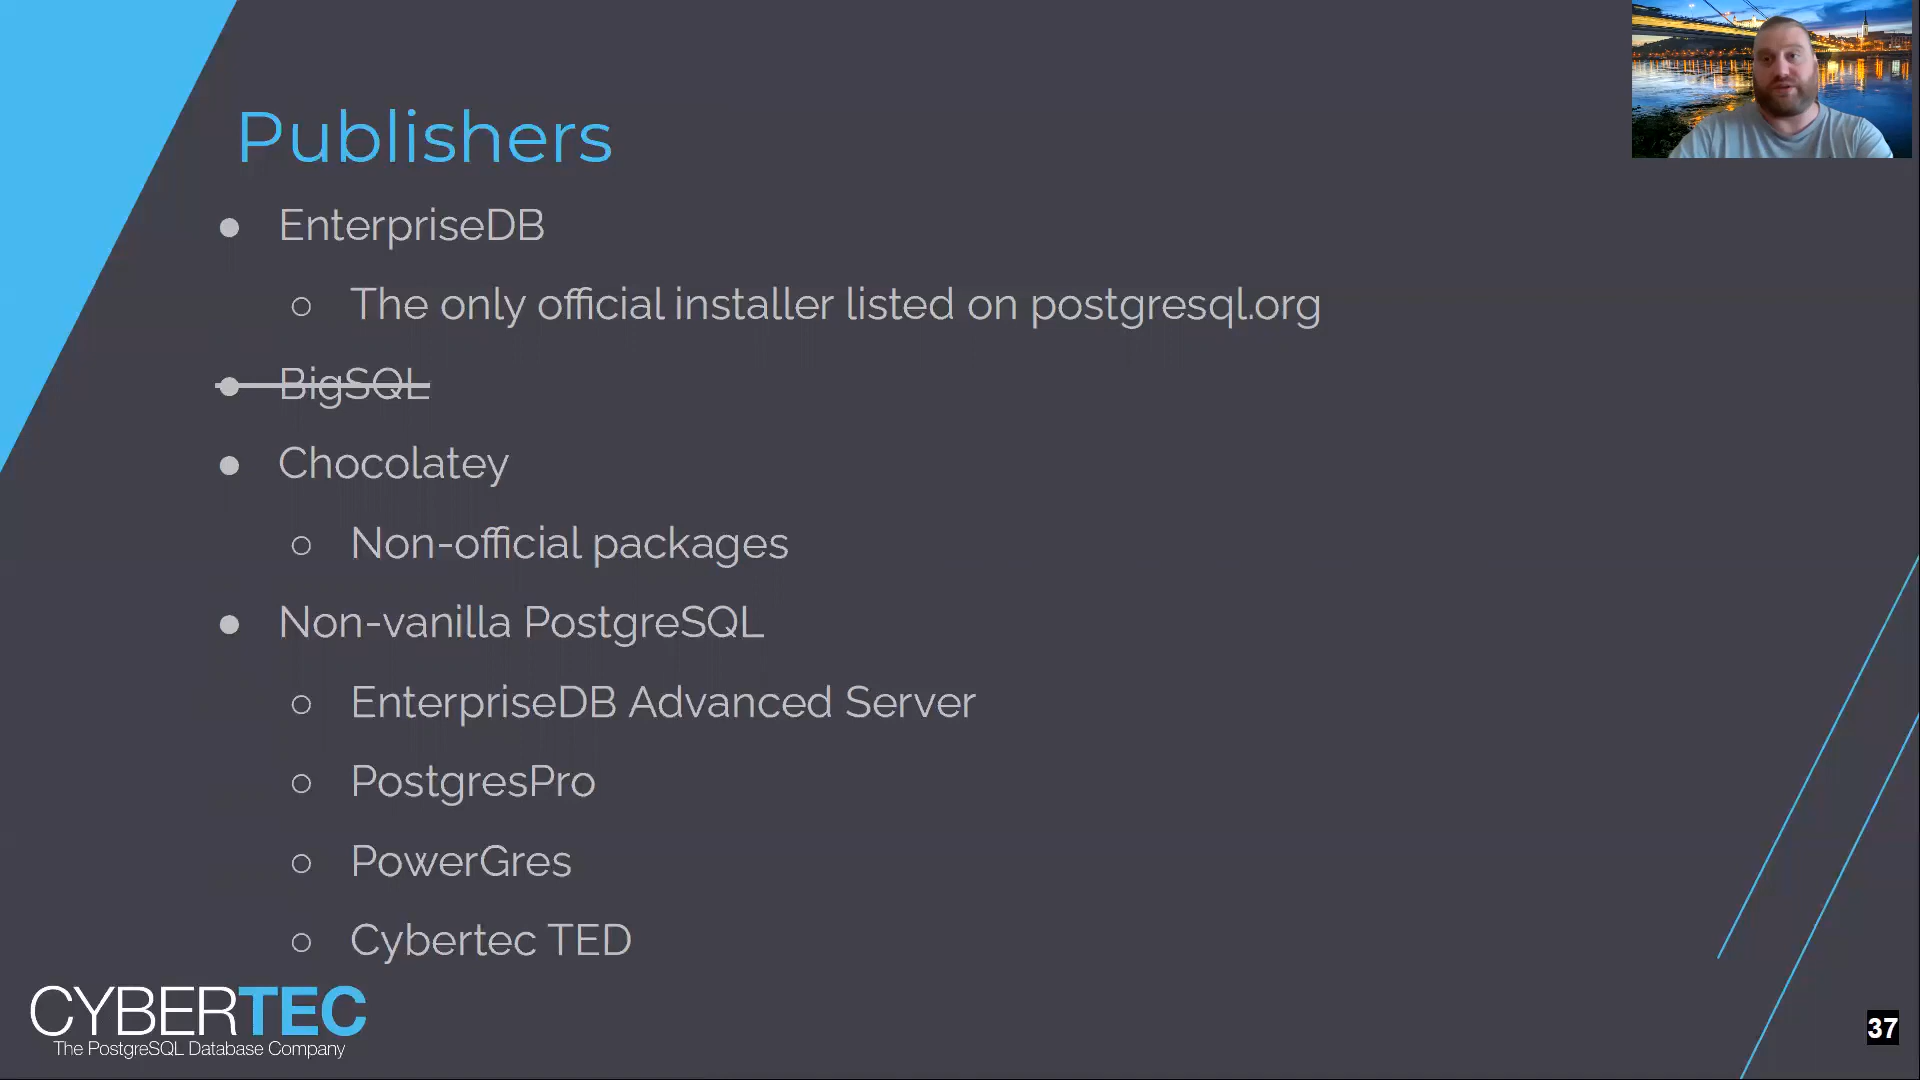 Publishers
● EnterpriseDB
○ The only official installer listed on postgresql.org
● BigSQL
● Chocolatey
○ Non-official packages
● Non-vanilla PostgreSQL
○ EnterpriseDB Advanced Server
○ PostgresPro
○ PowerGres
○ Cybertec TED
CYBERTEC
The PostgreSQL Database Company
37